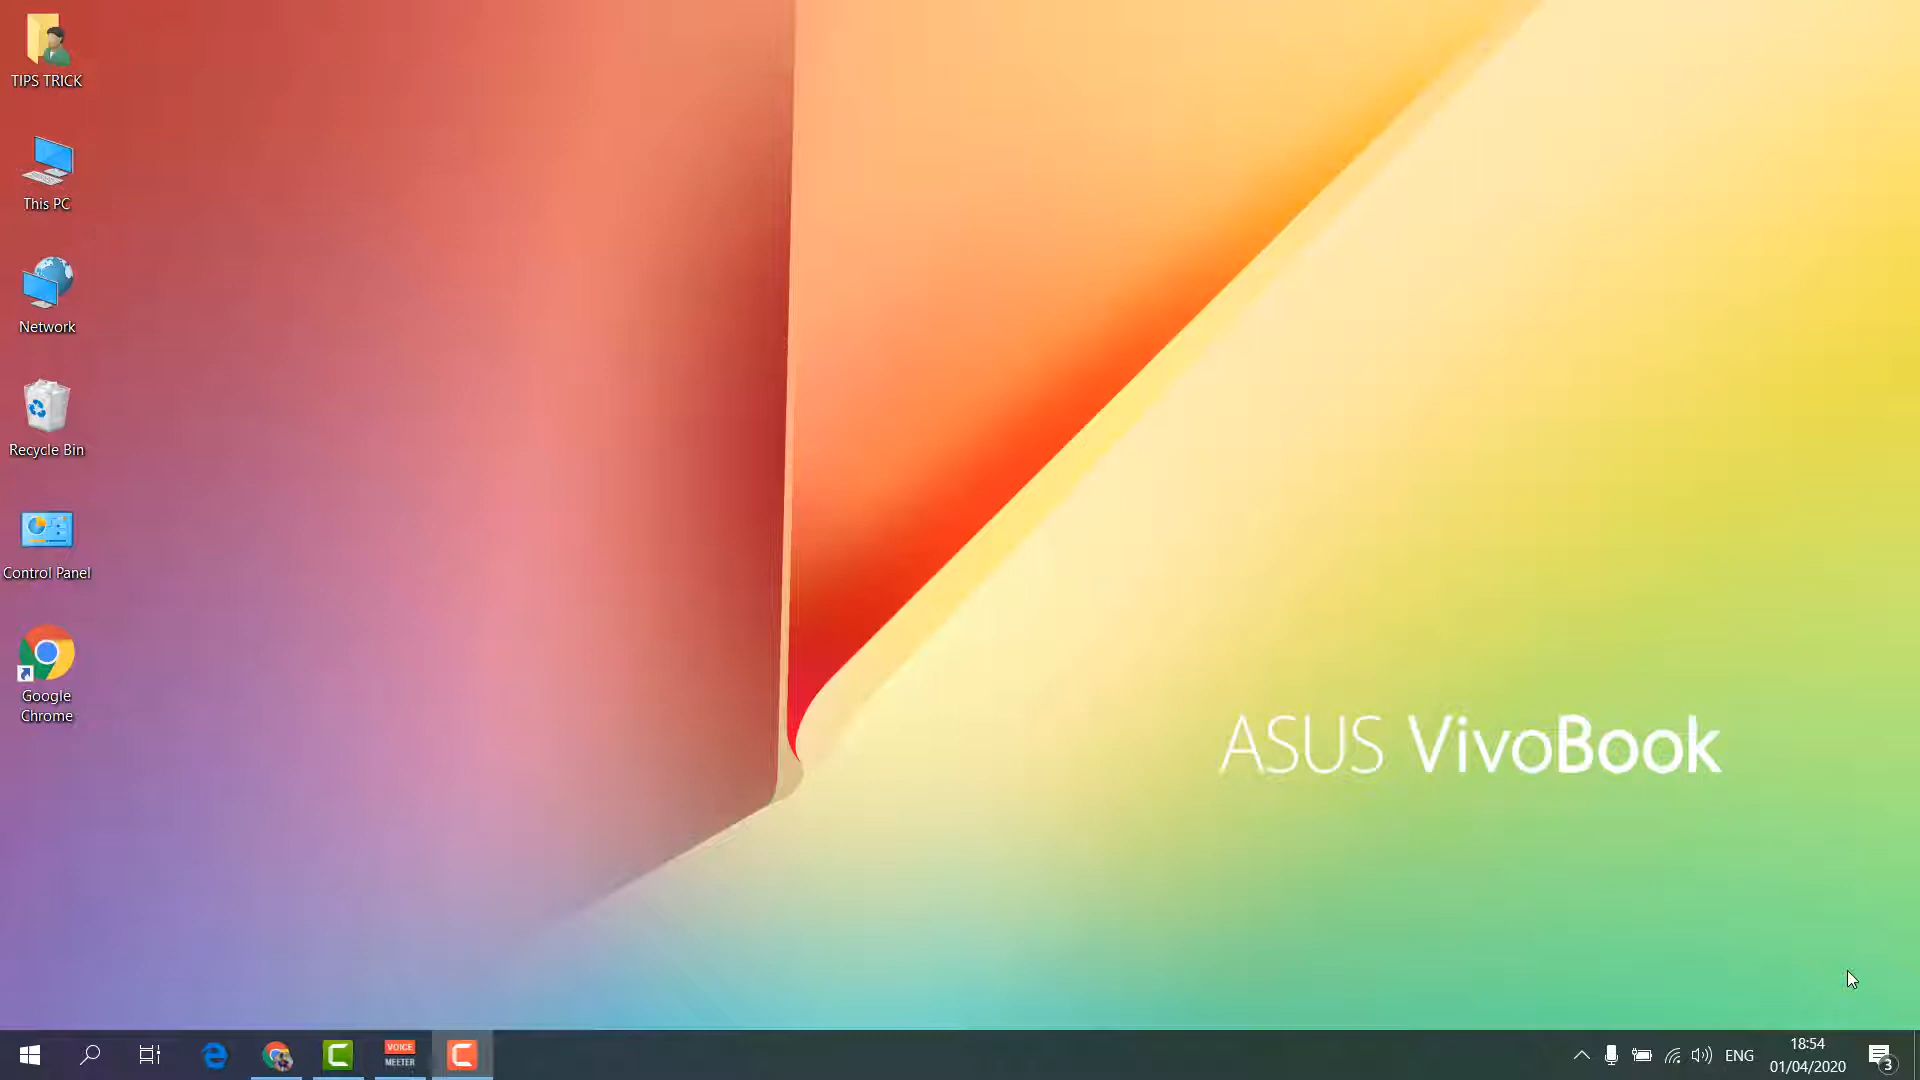 TIPS TRICK
This PC
Network
Recycle Bin
Control Panel
Google
Chrome
ASUS VivoBook
VOICE
MEETER
ENG
18:54
01/04/2020
3